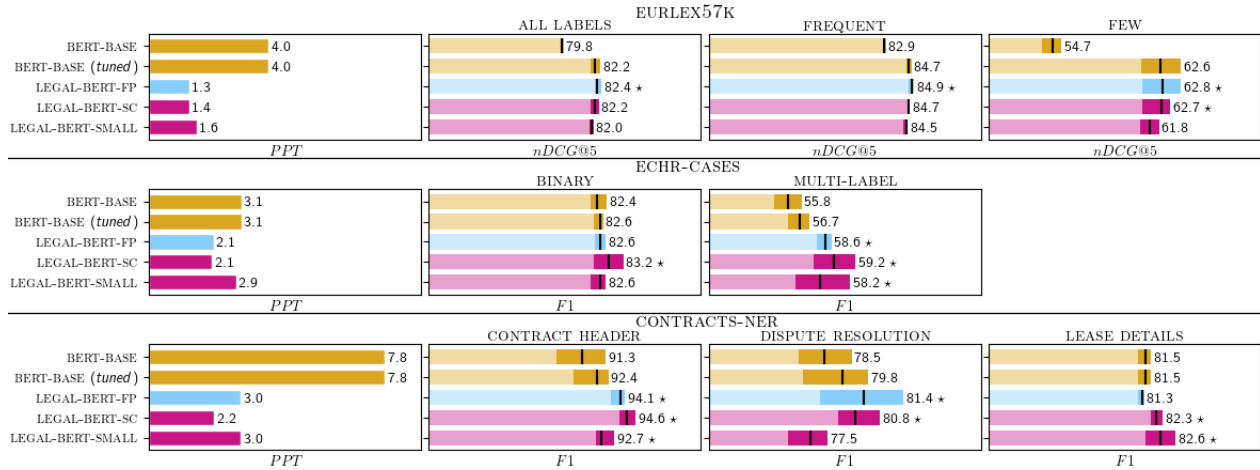 EURLEX57K
ALL LABELS FREQUENT FEW
BERT-BASE 4.0 79.8 82.9 54.7
BERT-BASE (tuned) 4.0 82.2 84.7 62.6
LEGAL-BERT-FP 1.3 82.4 ⋆ 84.9 ⋆ 62.8 ⋆
LEGAL-BERT-SC 1.4 82.2 84.7 62.7 ⋆
LEGAL-BERT-SMALL 1.6 82.0 84.5 61.8
PPT nDCG@5 nDCG@5 nDCG@5
ECHR-CASES
BINARY MULTI-LABEL
BERT-BASE 3.1 82.4 55.8
BERT-BASE (tuned) 3.1 82.6 56.7
LEGAL-BERT-FP 2.1 82.6 58.6 ⋆
LEGAL-BERT-SC 2.1 83.2 ⋆ 59.2 ⋆
LEGAL-BERT-SMALL 2.9 82.6 58.2 ⋆
PPT F1 F1
CONTRACTS-NER
CONTRACT HEADER DISPUTE RESOLUTION LEASE DETAILS
BERT-BASE 7.8 91.3 78.5 81.5
BERT-BASE (tuned) 7.8 92.4 79.8 81.5
LEGAL-BERT-FP 3.0 94.1 ⋆ 81.4 ⋆ 81.3
LEGAL-BERT-SC 2.2 94.6 ⋆ 80.8 ⋆ 82.3 ⋆
LEGAL-BERT-SMALL 3.0 92.7 ⋆ 77.5 82.6 ⋆
PPT F1 F1 F1